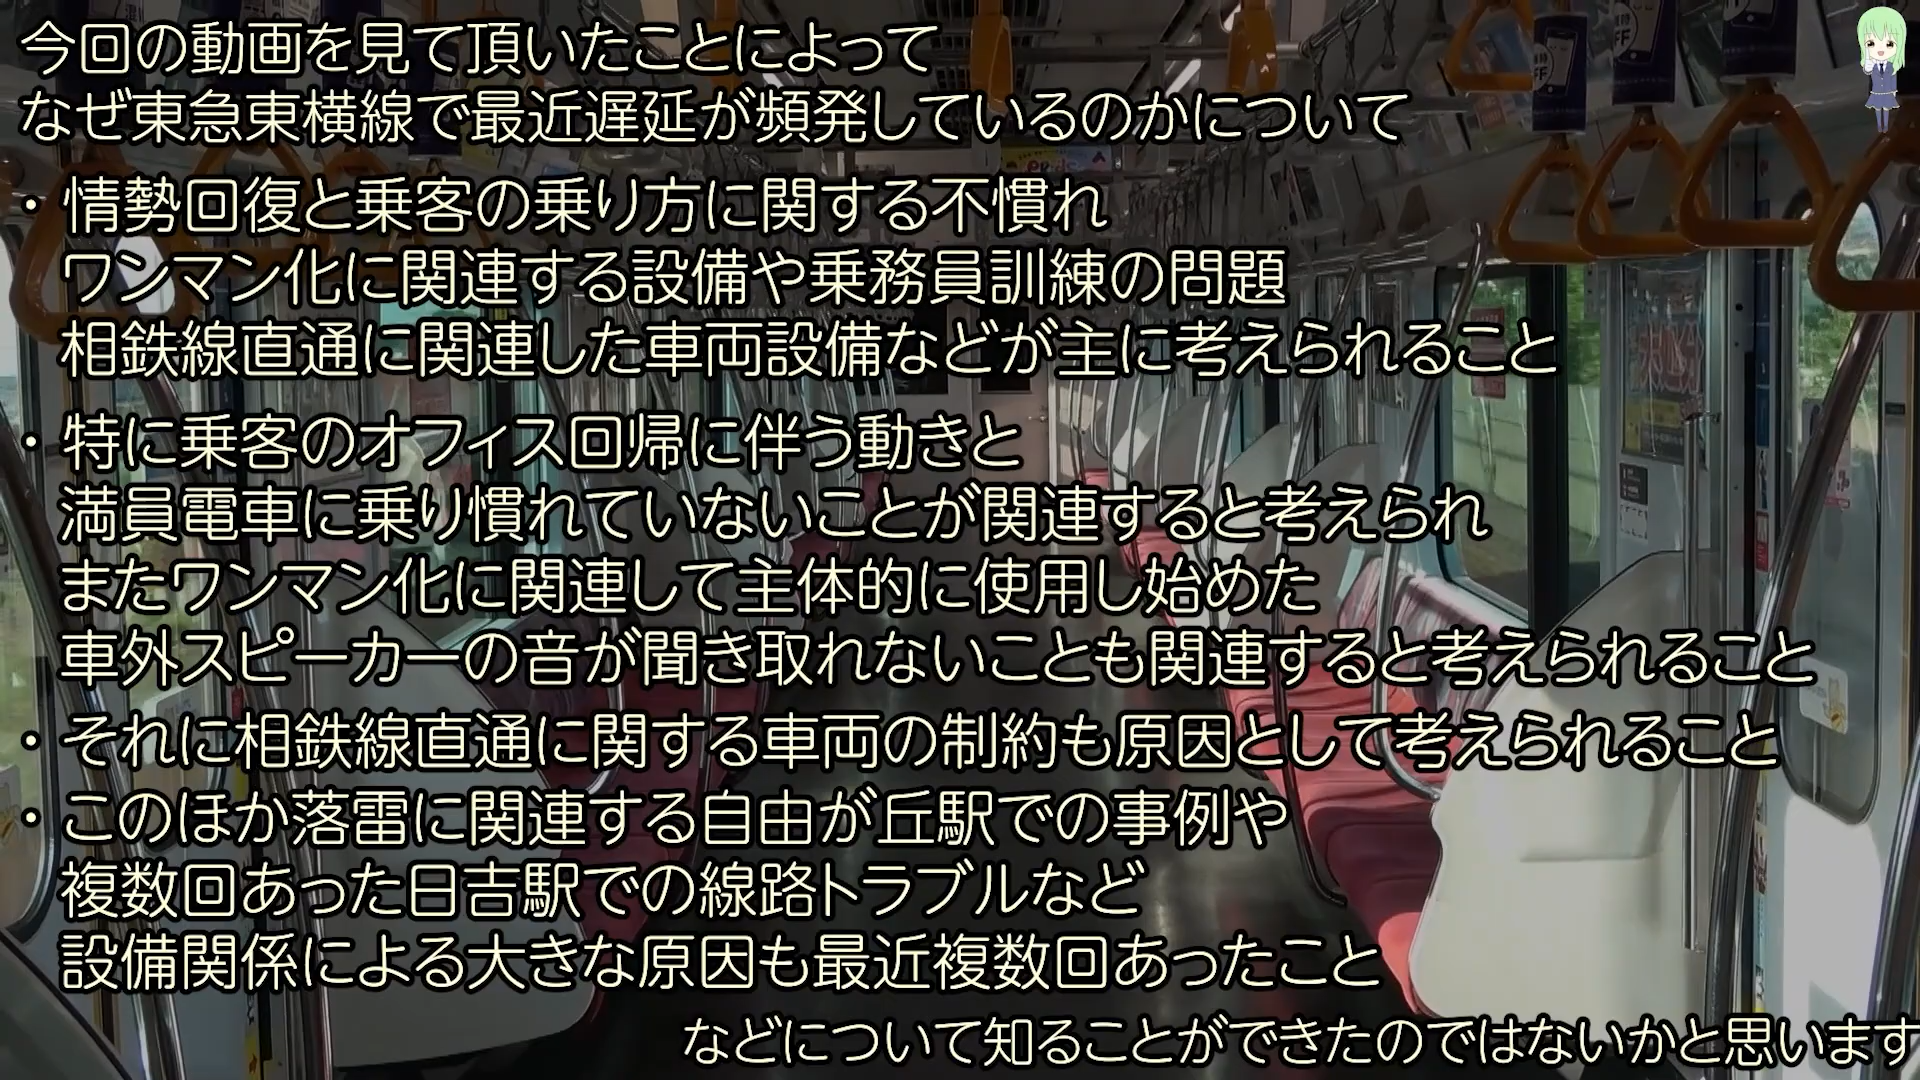 今回の動画を見て頂いたことによって
なぜ東急東横線で最近遅延が頻発しているのかについて
・情勢回復と乗客の乗り方に関する不慣れ
ワンマン化に関連する設備や乗務員訓練の問題
相鉄線直通に関連した車両設備などが主に考えられること
・特に乗客のオフィス回帰に伴う動きと
満員電車に乗り慣れていないことが関連すると考えられ
またワンマン化に関連して主体的に使用し始めた
車外スピーカーの音が聞き取れないことも関連すると考えられること
・それに相鉄線直通に関する車両の制約も原因として考えられること
・このほか落雷に関連する自由が丘駅での事例や
複数回あった日吉駅での線路トラブルなど
設備関係による大きな原因も最近複数回あったこと
などについて知ることができたのではないかと思います